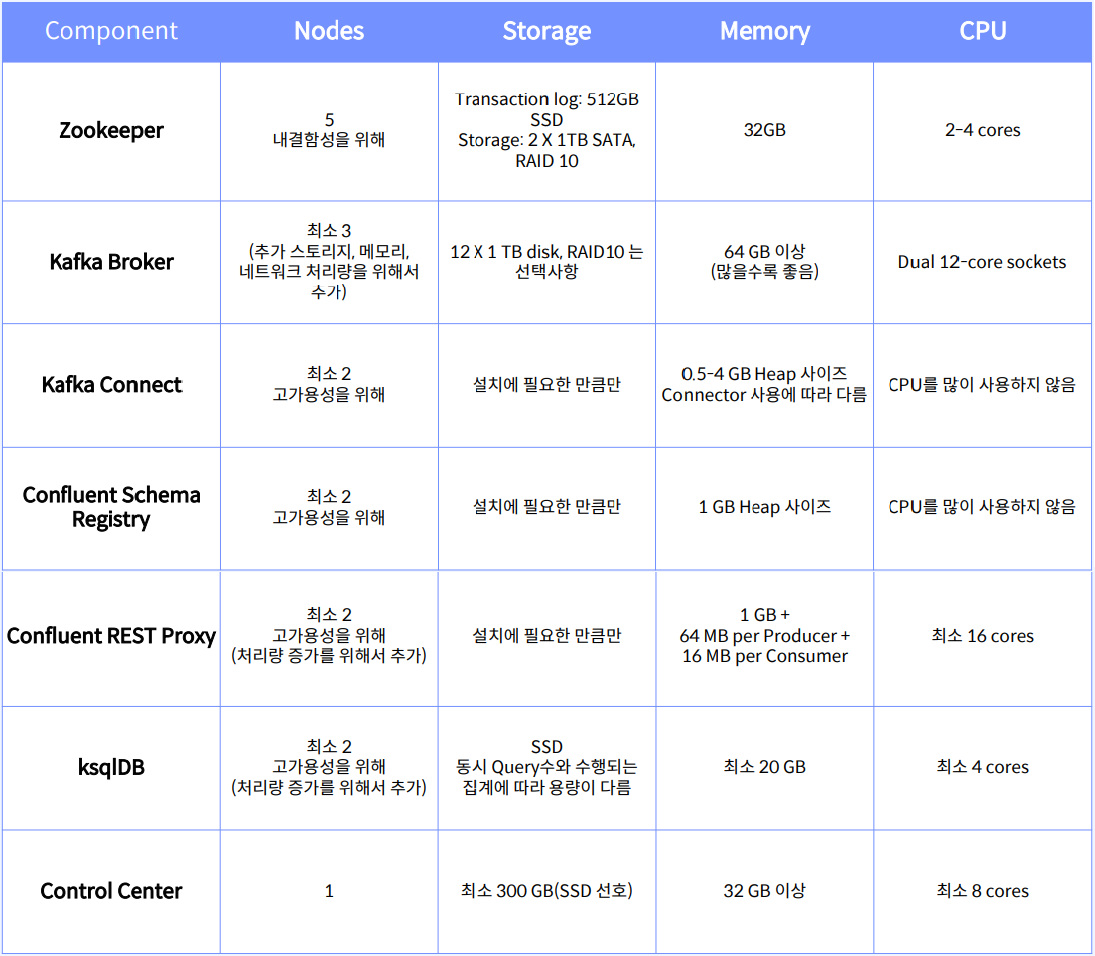 Component Nodes Storage Memory CPU
Zookeeper
5
내결함성을 위해
Transaction log: 512GB
SSD
Storage: 2 X 1TB SATA,
RAID 10
32GB
2-4 cores
Kafka Broker
최소 3
(추가 스토리지, 메모리,
네트워크 처리량을 위해서
수가)
12 X 1 TB disk, RAID10 는
선택사항
64 GB 이상
(많을수록 좋음)
Dual 12-core sockets
Kafka Connect
최소 2
고가용성을 위해
설치에 필요한 만큼만
0.5-4 GB Heap 사이즈
Connector 사용에 따라 다름
CPU를 많이 사용하지 않음
Confluent Schema
Registry
최소 2
고가용성을 위해
설치에 필요한 만큼만
1 GB Heap 사이즈
CPU를 많이 사용하지 않음
Confluent REST Proxy
최소 2
고가용성을 위해
(처리량 증가를 위해서 추가)
설치에 필요한 만큼만
1 GB +
64 MB per Producer +
16 MB per Consumer
최소 16 cores
ksqlDB
최소 2
고가용성을 위해
(처리량 증가를 위해서 추가)
SSD
동시 Query수와 수행되는
집계에 따라 용량이 다름
최소 20 GB
최소 4 cores
Control Center
1
최소 300 GB(SSD 선호)
32 GB 이상
최소 8 cores